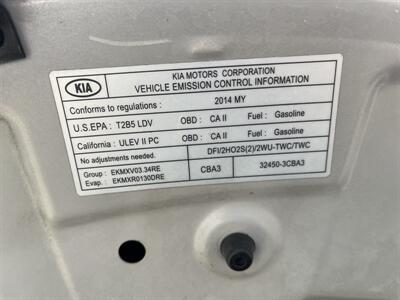 KIA
KIA MOTORS CORPORATION
VEHICLE EMISSION CONTROL INFORMATION
Conforms to regulations : 2014 MY
U.S.EPA : T2B5 LDV OBD : CA II Fuel : Gasoline
California : ULEV II PC OBD : CA II Fuel : Gasoline
No adjustments needed. DFI/2HO2S(2)/2WU-TWC/TWC
Group : EKMXV03.34RE
Evap. : EKMXR0130DRE
CBA3 32450-3CBA3